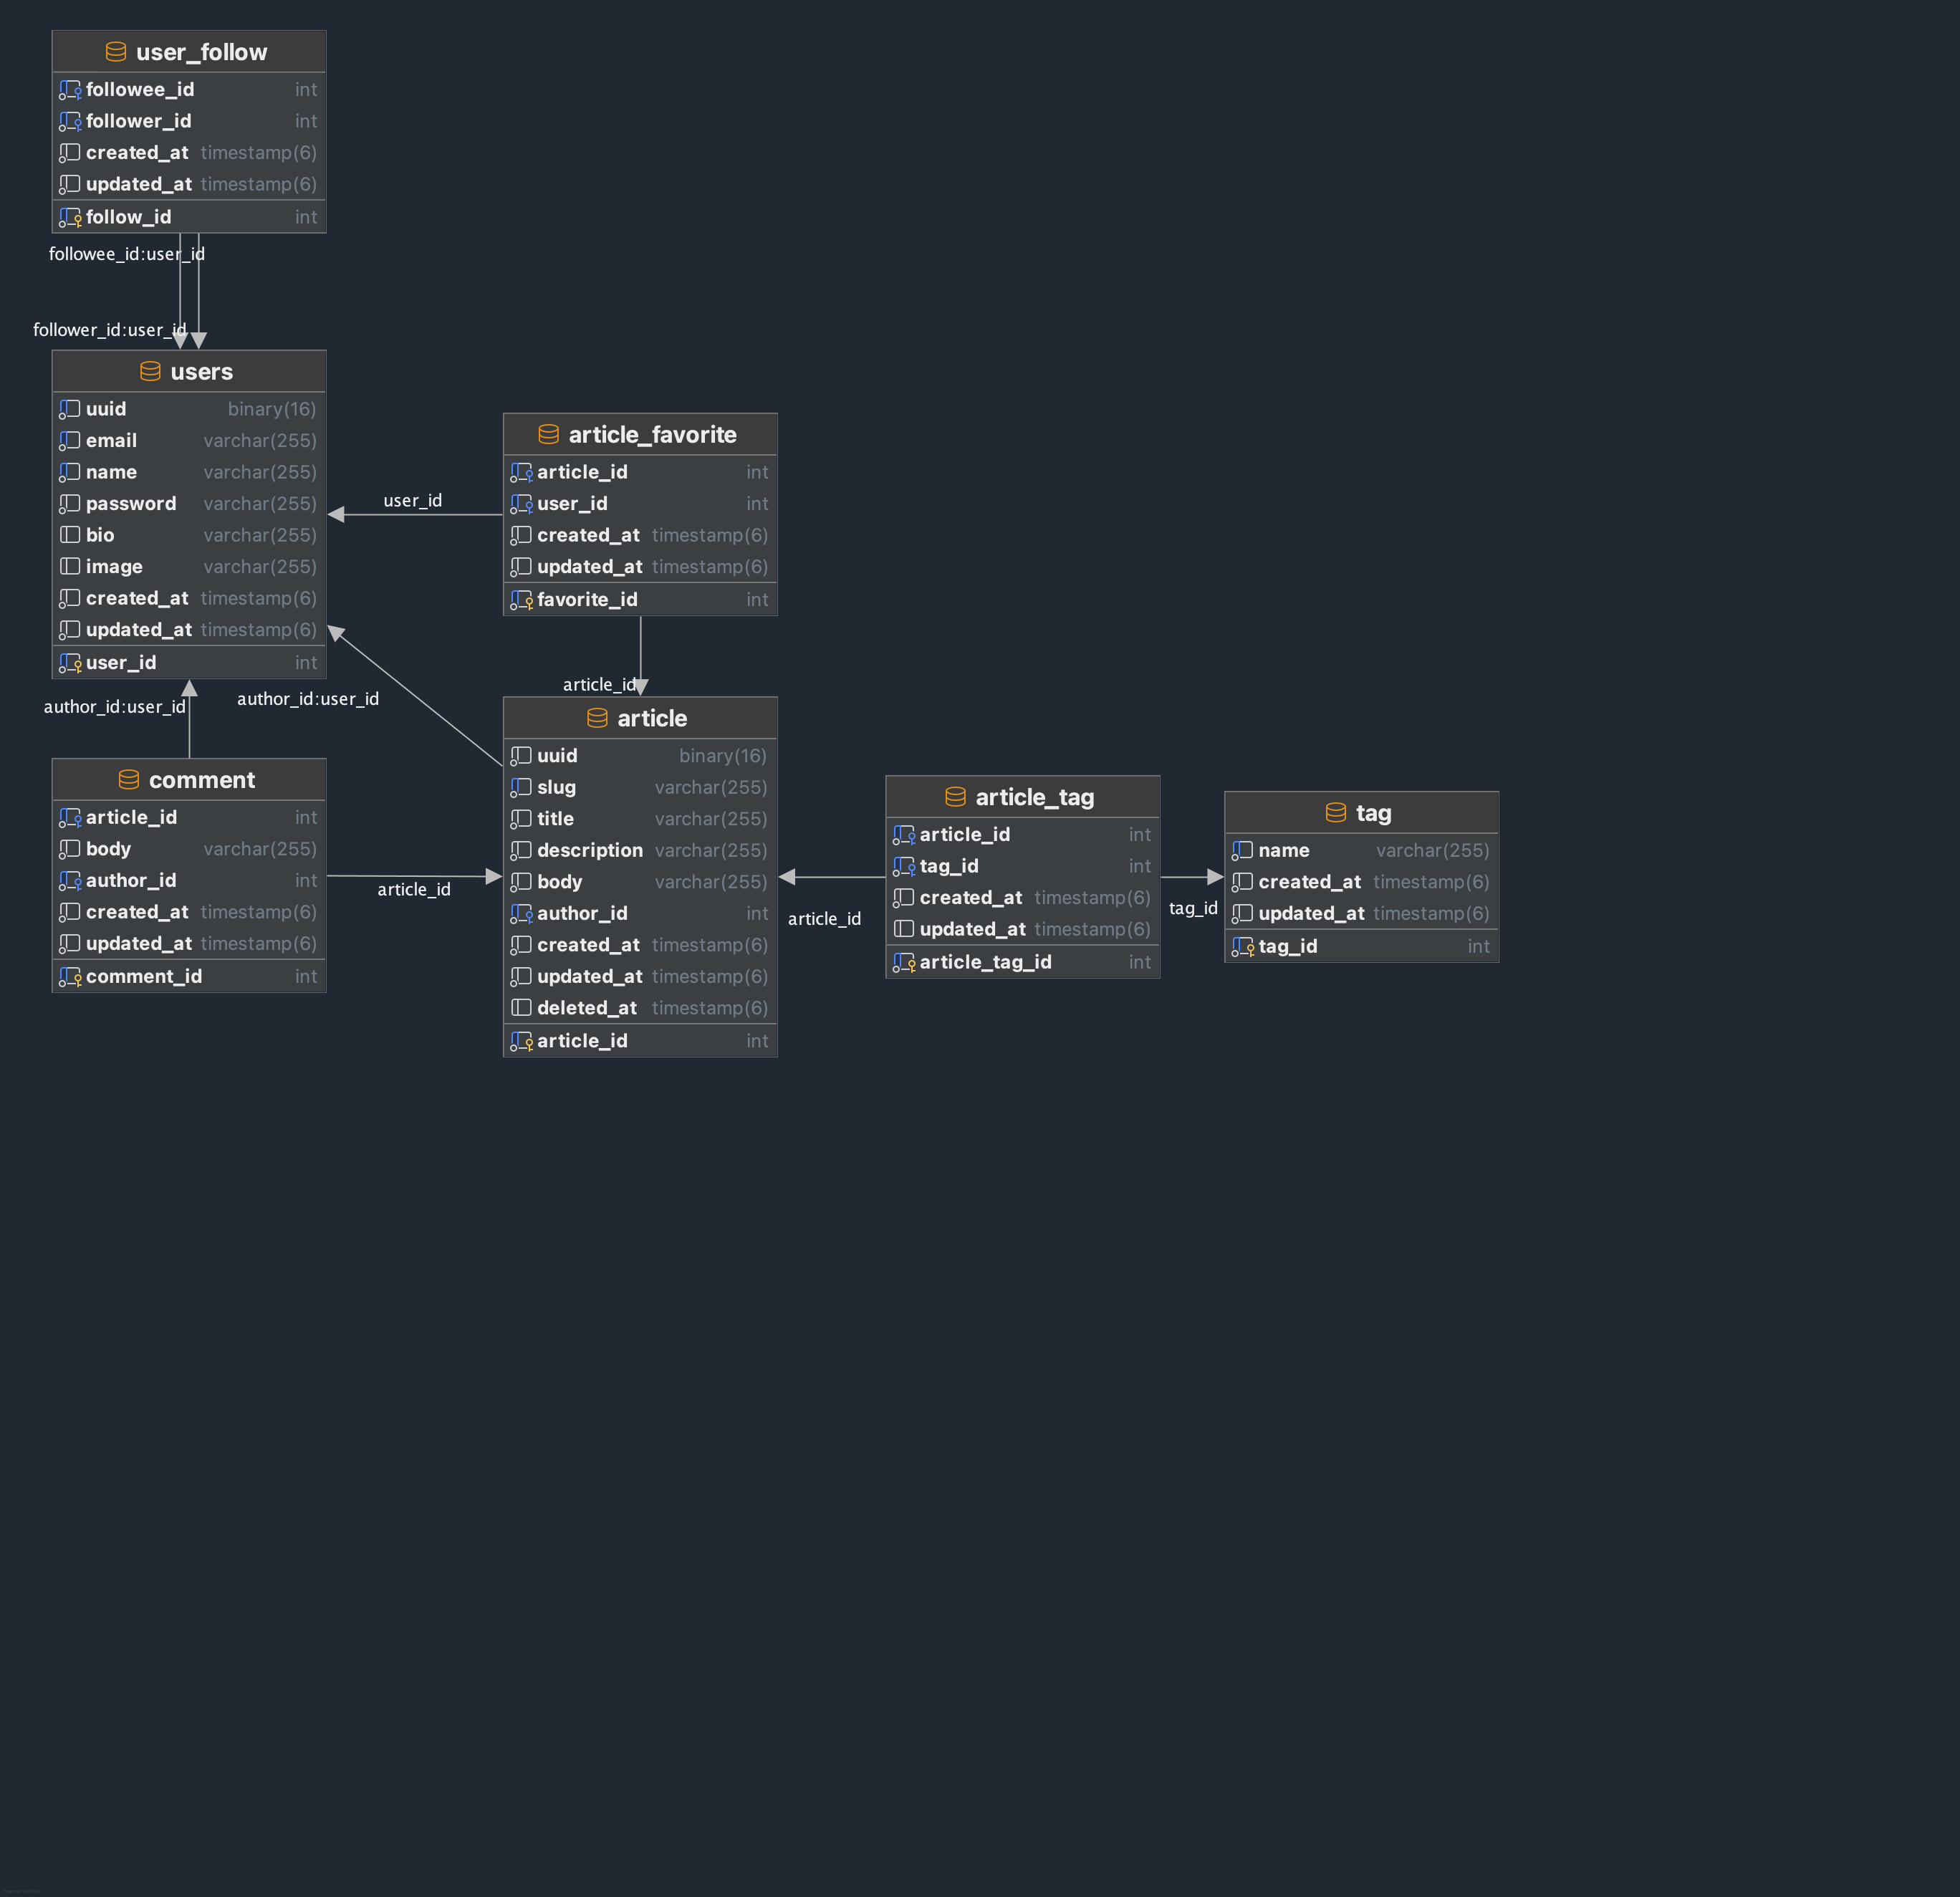 user_follow
followee_id int
follower_id int
created_at timestamp(6)
updated_at timestamp(6)
follow_id int
followee_id:user_id
follower_id:user_id
users
uuid binary(16)
email varchar(255)
name varchar(255)
password varchar(255)
bio varchar(255)
image varchar(255)
created_at timestamp(6)
updated_at timestamp(6)
user_id int
user_id
article_favorite
article_id int
user_id int
created_at timestamp(6)
updated_at timestamp(6)
favorite_id int
article_id
author_id:user_id
author_id:user_id
comment
article_id int
body varchar(255)
author_id int
created_at timestamp(6)
updated_at timestamp(6)
comment_id int
article_id
article
uuid binary(16)
slug varchar(255)
title varchar(255)
description varchar(255)
body varchar(255)
author_id int
created_at timestamp(6)
updated_at timestamp(6)
deleted_at timestamp(6)
article_id int
article_id
article_tag
article_id int
tag_id int
created_at timestamp(6)
updated_at timestamp(6)
article_tag_id int
tag_id
tag
name varchar(255)
created_at timestamp(6)
updated_at timestamp(6)
tag_id int